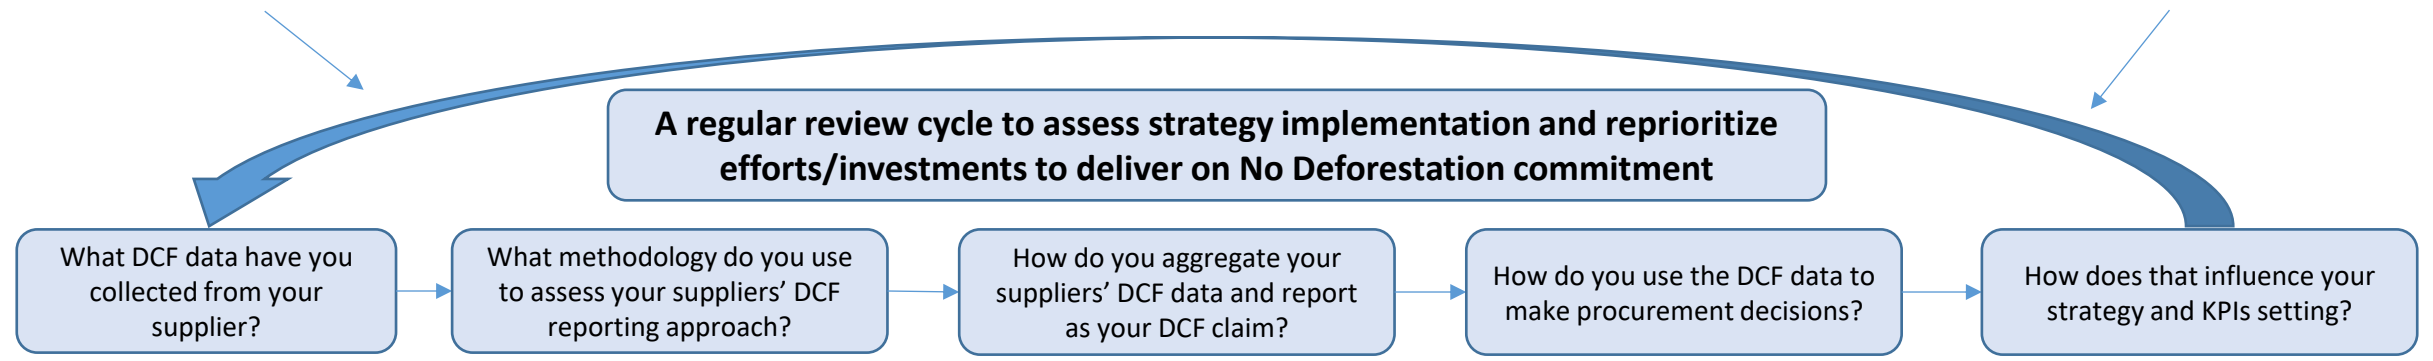 A regular review cycle to assess strategy implementation and reprioritize
efforts/investments to deliver on No Deforestation commitment
What DCF data have you
collected from your
supplier?
What methodology do you use
to assess your suppliers’ DCF
reporting approach?
How do you aggregate your
suppliers’ DCF data and report
as your DCF claim?
How do you use the DCF data to
make procurement decisions?
How does that influence your
strategy and KPIs setting?